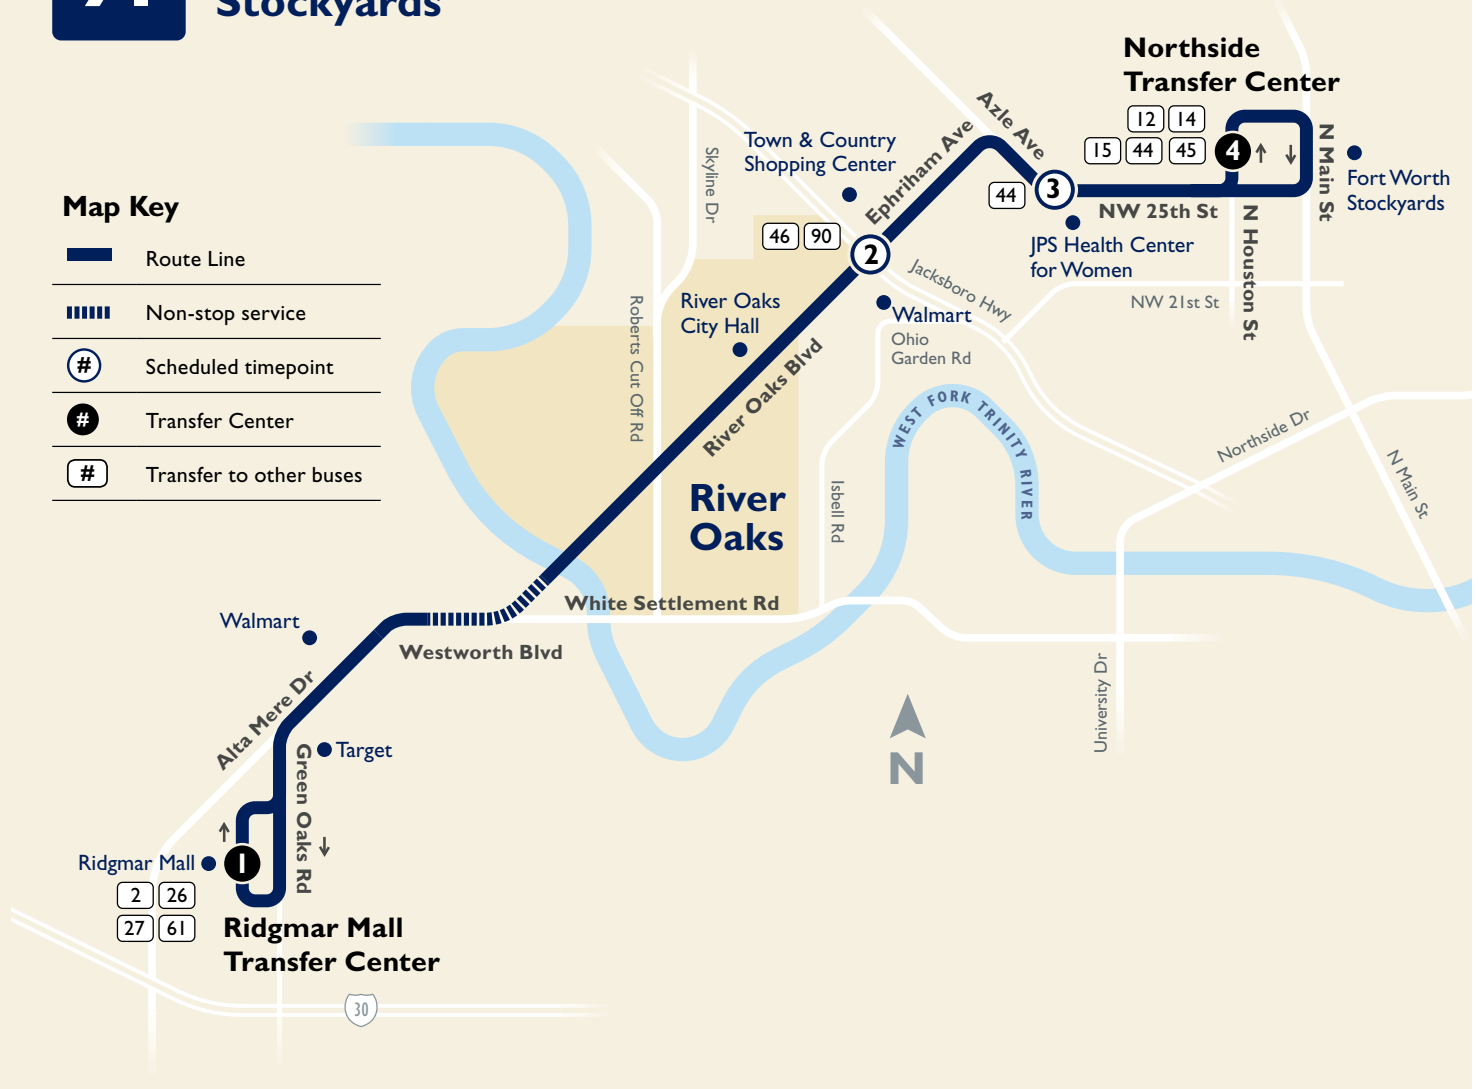 Stockyards
Northside
Transfer Center
12 14
15 44 45
4
N Main St
Fort Worth
Stockyards
Azle Ave
Ephriham Ave
Town & Country
Shopping Center
Skyline Dr
44
3
NW 25th St
N Houston St
JPS Health Center
for Women
NW 21st St
46 90
2
Jacksboro Hwy
Walmart
Ohio
Garden Rd
River Oaks
City Hall
Roberts Cut Off Rd
River Oaks Blvd
WEST FORK TRINITY RIVER
Northside Dr
N Main St
Isbell Rd
River
Oaks
Map Key
Route Line
Non-stop service
# Scheduled timepoint
# Transfer Center
# Transfer to other buses
White Settlement Rd
Westworth Blvd
Walmart
Alta Mere Dr
Target
Green Oaks Rd
University Dr
N
Ridgmar Mall
1
2 26
27 61
Ridgmar Mall
Transfer Center
30